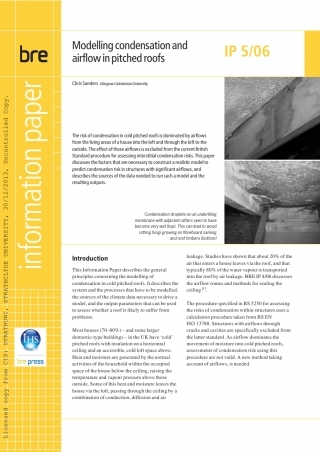 bre
Modelling condensation and
airflow in pitched roofs
IP 5/06
Chris Sanders Glasgow Caledonian University
The risk of condensation in cold pitched roofs is dominated by airflows
from the living areas of a house into the loft and through the loft to the
outside. The effect of these airflows is excluded from the current British
Standard procedure for assessing interstitial condensation risks. This paper
discusses the factors that are necessary to construct a realistic model to
predict condensation risk in structures with significant airflows, and
describes the sources of the data needed to run such a model and the
resulting outputs.
Condensation droplets on an underlying
membrane with adjacent rafters seen to have
become very wet (top). This can lead to wood
rotting fungi growing on fibreboard sarking
and roof timbers (bottom)
information paper
Licensed copy from CIS: STRATHUNI, STRATHCLYDE UNIVERSITY, 30/12/2013, Uncontrolled Copy.
IHS
bre press
Introduction
This Information Paper describes the general
principles concerning the modelling of
condensation in cold pitched roofs. It describes the
system and the processes that have to be modelled,
the sources of the climate data necessary to drive a
model, and the output parameters that can be used
to assess whether a roof is likely to suffer from
problems.
Most houses (70–80%) – and some larger
domestic-type buildings – in the UK have 'cold'
pitched roofs with insulation on a horizontal
ceiling and an accessible, cold loft space above.
Heat and moisture are generated by the normal
activities of the household within the occupied
space of the house below the ceiling, raising the
temperature and vapour pressure above those
outside. Some of this heat and moisture leaves the
house via the loft, passing through the ceiling by a
combination of conduction, diffusion and air
leakage. Studies have shown that about 20% of the
air that enters a house leaves via the roof, and that
typically 80% of the water vapour is transported
into the roof by air leakage. BRE IP 4/06 discusses
the airflow routes and methods for sealing the
ceiling [1].
The procedure specified in BS 5250 for assessing
the risks of condensation within structures uses a
calculation procedure taken from BS EN
ISO 13788. Structures with airflows through
cracks and cavities are specifically excluded from
the latter standard. As airflow dominates the
movement of moisture into cold pitched roofs,
assessments of condensation risk using this
procedure are not valid. A new method taking
account of airflows, is needed.